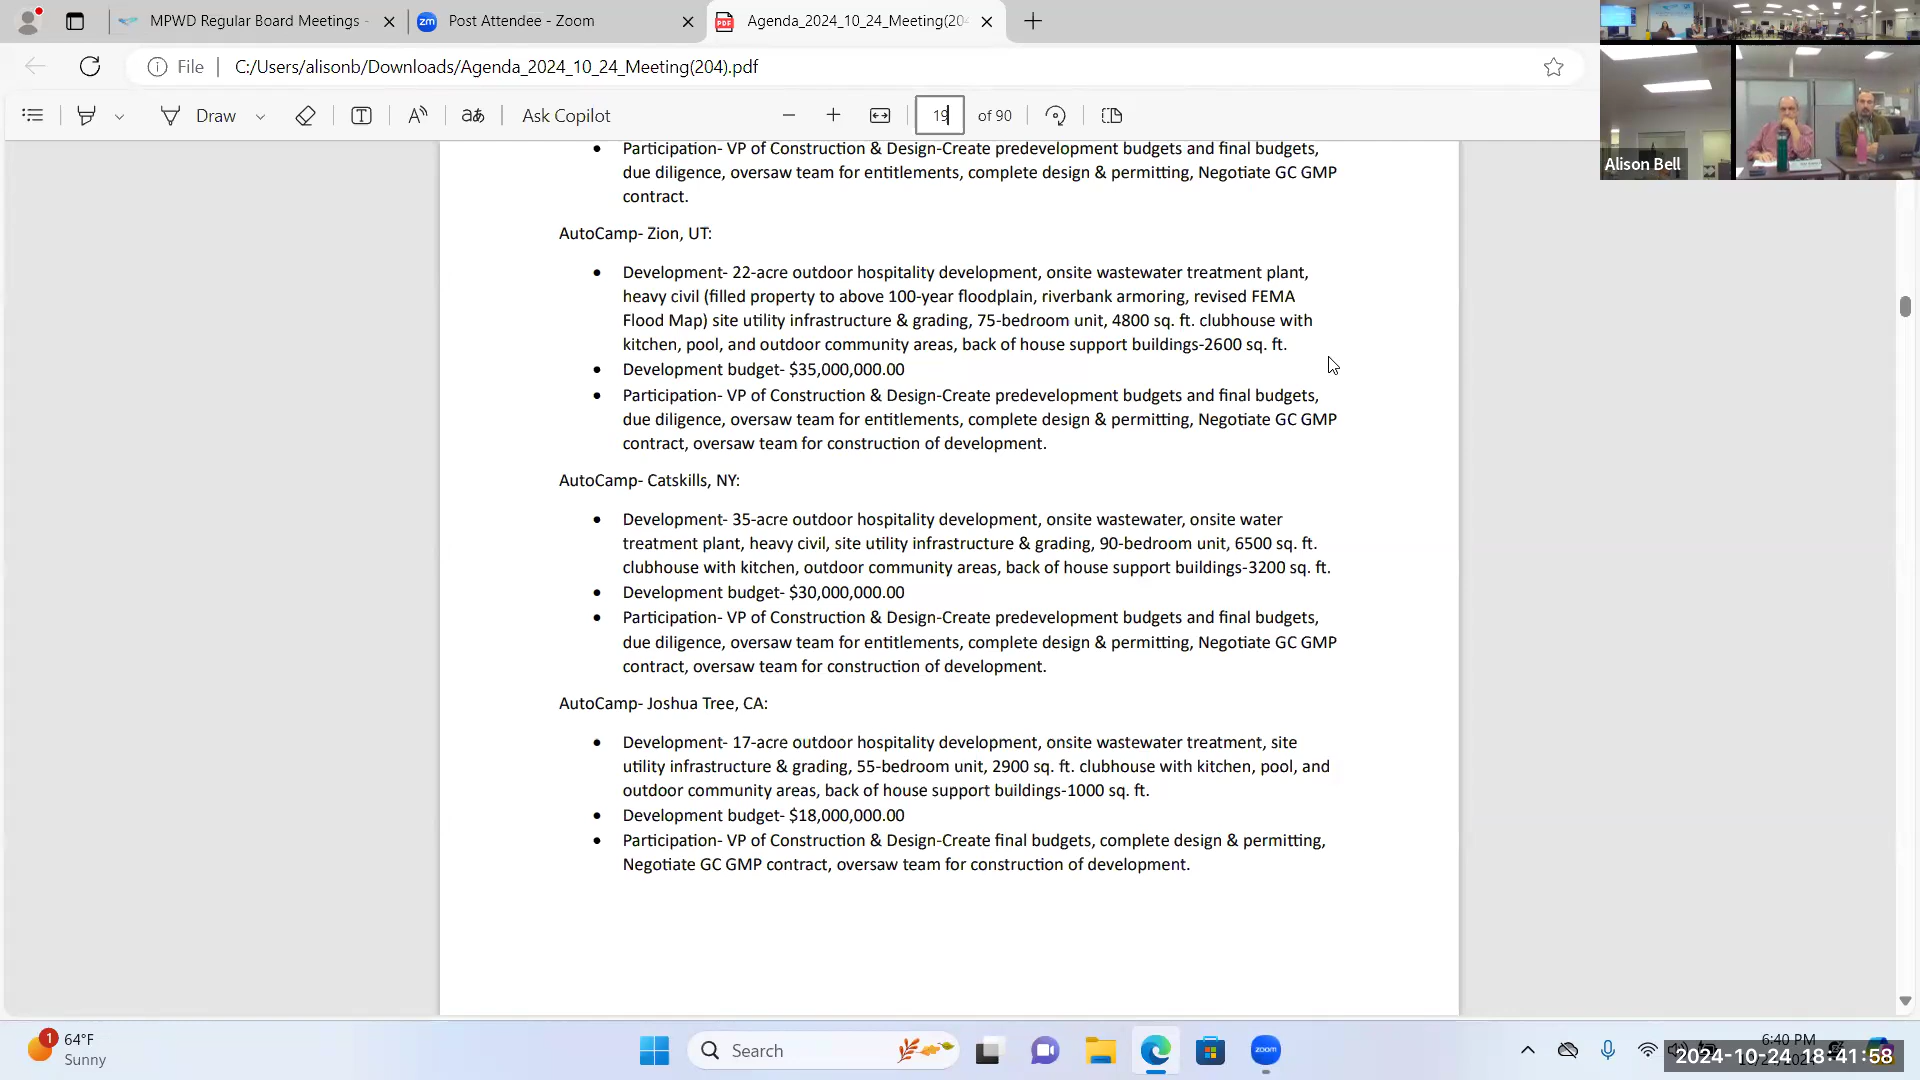 MPWD Regular Board Meetings -
Post Attendee - Zoom
Agenda_2024_10_24_Meeting(204
File
C:/Users/alisonb/Downloads/Agenda_2024_10_24_Meeting(204).pdf
Draw
Ask Copilot
19
of 90
Alison Bell
• Participation- VP of Construction & Design-Create predevelopment budgets and final budgets,
due diligence, oversaw team for entitlements, complete design & permitting, Negotiate GC GMP
contract.
AutoCamp- Zion, UT:
• Development- 22-acre outdoor hospitality development, onsite wastewater treatment plant,
heavy civil (filled property to above 100-year floodplain, riverbank armoring, revised FEMA
Flood Map) site utility infrastructure & grading, 75-bedroom unit, 4800 sq. ft. clubhouse with
kitchen, pool, and outdoor community areas, back of house support buildings-2600 sq. ft.
• Development budget- $35,000,000.00
• Participation- VP of Construction & Design-Create predevelopment budgets and final budgets,
due diligence, oversaw team for entitlements, complete design & permitting, Negotiate GC GMP
contract, oversaw team for construction of development.
AutoCamp- Catskills, NY:
• Development- 35-acre outdoor hospitality development, onsite wastewater, onsite water
treatment plant, heavy civil, site utility infrastructure & grading, 90-bedroom unit, 6500 sq. ft.
clubhouse with kitchen, outdoor community areas, back of house support buildings-3200 sq. ft.
• Development budget- $30,000,000.00
• Participation- VP of Construction & Design-Create predevelopment budgets and final budgets,
due diligence, oversaw team for entitlements, complete design & permitting, Negotiate GC GMP
contract, oversaw team for construction of development.
AutoCamp- Joshua Tree, CA:
• Development- 17-acre outdoor hospitality development, onsite wastewater treatment, site
utility infrastructure & grading, 55-bedroom unit, 2900 sq. ft. clubhouse with kitchen, pool, and
outdoor community areas, back of house support buildings-1000 sq. ft.
• Development budget- $18,000,000.00
• Participation- VP of Construction & Design-Create final budgets, complete design & permitting,
Negotiate GC GMP contract, oversaw team for construction of development.
1
64°F
Sunny
Search
zoom
6:40 PM
2024-10-24 18:41:58